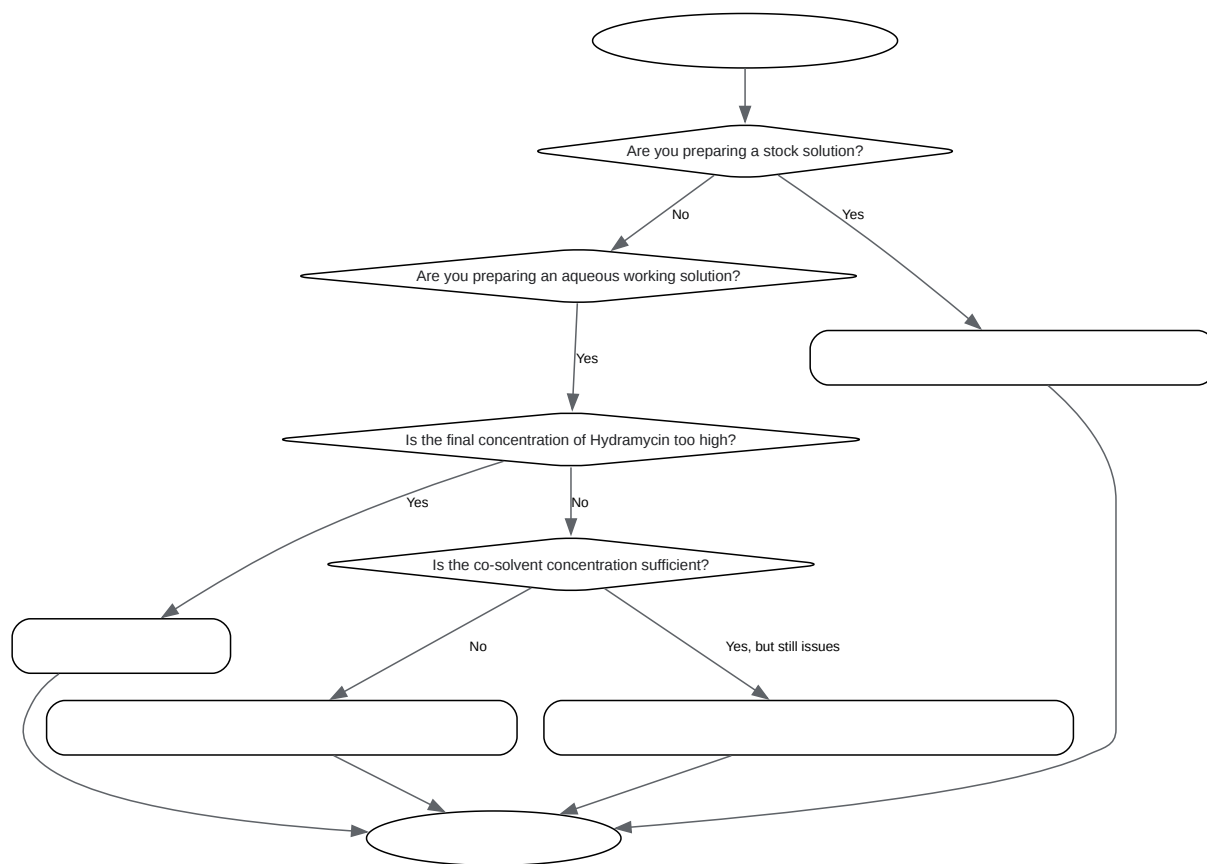 Are you preparing a stock solution?
No
Yes
Are you preparing an aqueous working solution?
Yes
Is the final concentration of Hydramycin too high?
Yes
No
Is the co-solvent concentration sufficient?
No
Yes, but still issues